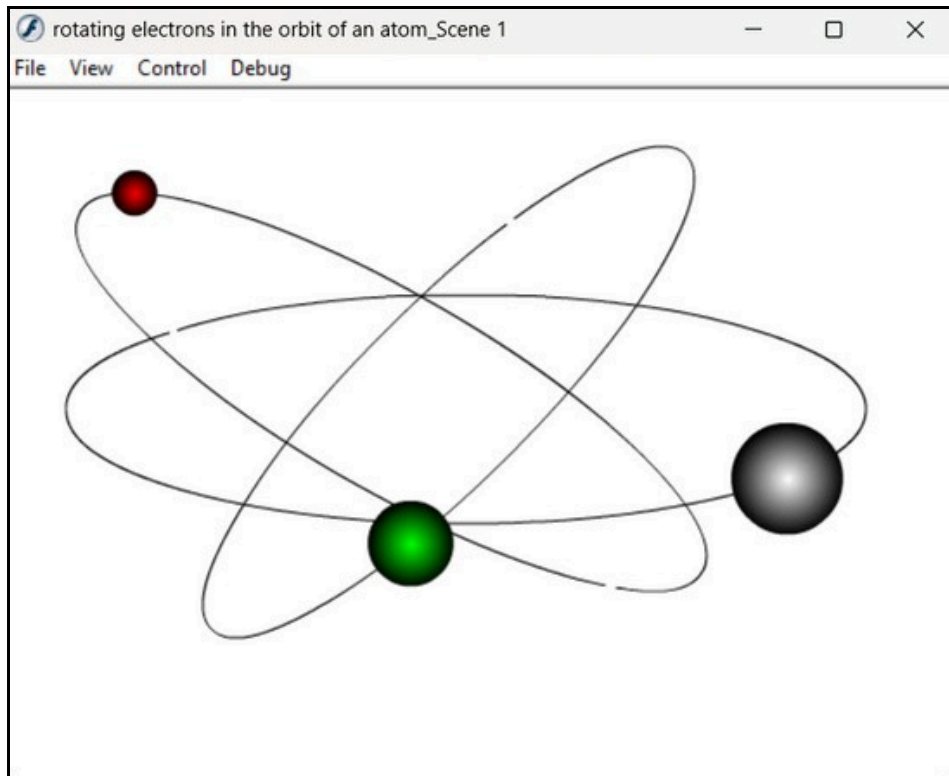 rotating electrons in the orbit of an atom_Scene 1
File View Control Debug